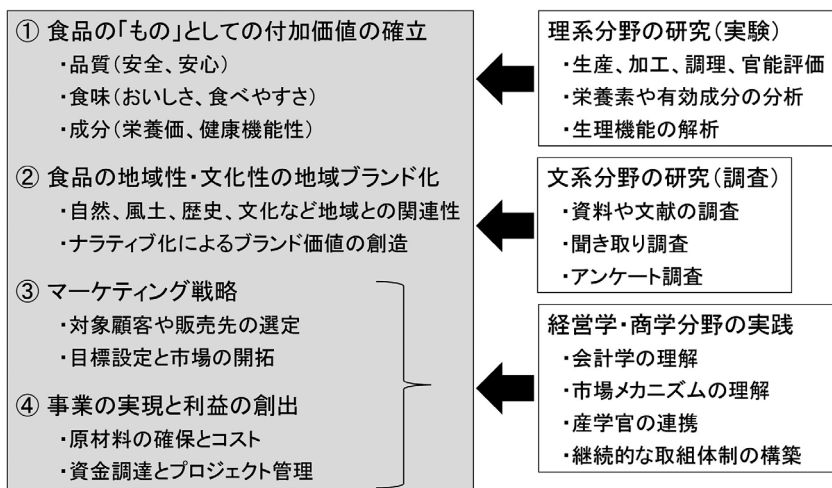 ① 食品の「もの」としての付加価値の確立
・品質(安全、安心)
・食味(おいしさ、食べやすさ)
・成分(栄養価、健康機能性)
② 食品の地域性・文化性の地域ブランド化
・自然、風土、歴史、文化など地域との関連性
・ナラティブ化によるブランド価値の創造
③ マーケティング戦略
・対象顧客や販売先の選定
・目標設定と市場の開拓
④ 事業の実現と利益の創出
・原材料の確保とコスト
・資金調達とプロジェクト管理
理系分野の研究(実験)
・生産、加工、調理、官能評価
・栄養素や有効成分の分析
・生理機能の解析
文系分野の研究(調査)
・資料や文献の調査
・聞き取り調査
・アンケート調査
経営学・商学分野の実践
・会計学の理解
・市場メカニズムの理解
・産学官の連携
・継続的な取組体制の構築